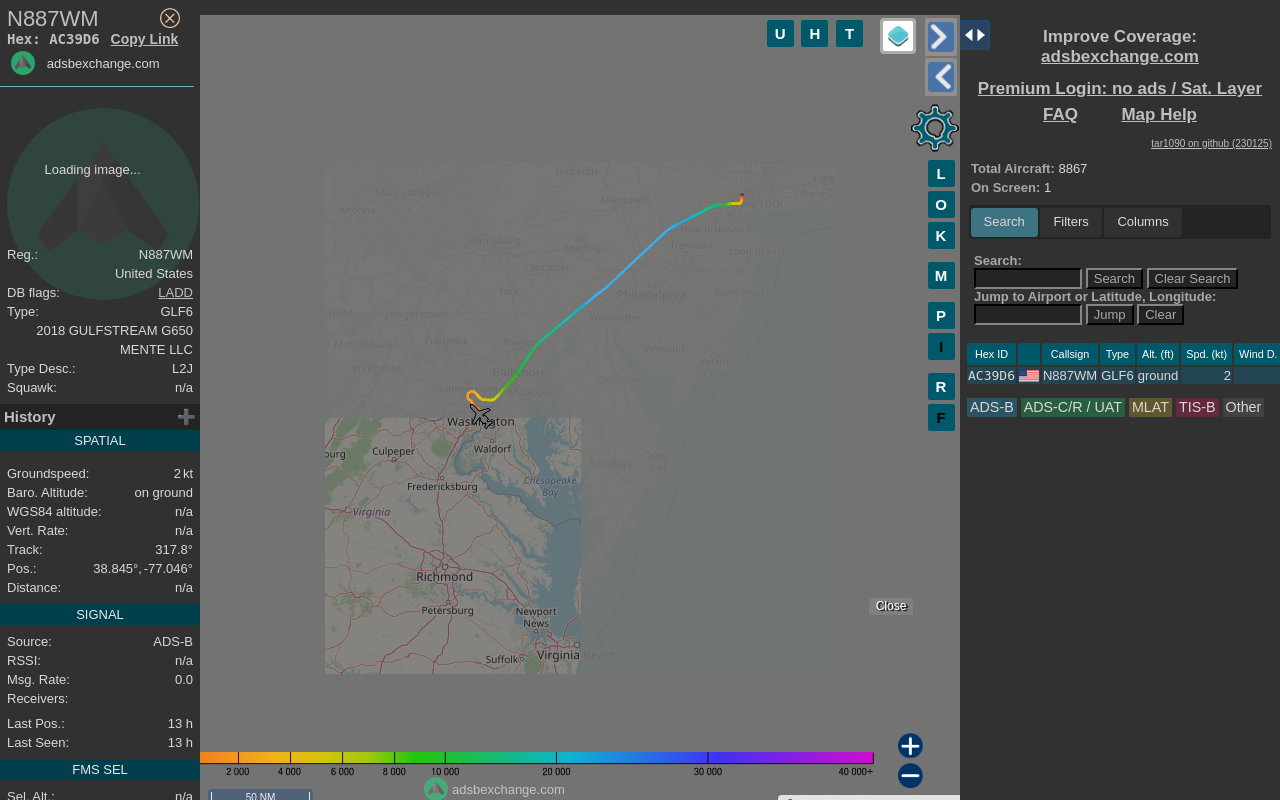 N887WM
Hex: AC39D6 Copy Link
adsbexchange.com
Loading image...
Reg.: N887WM
United States
DB flags: LADD
Type: GLF6
2018 GULFSTREAM G650
MENTE LLC
Type Desc.: L2J
Squawk: n/a
History
SPATIAL
Groundspeed: 2 kt
Baro. Altitude: on ground
WGS84 altitude: n/a
Vert. Rate: n/a
Track: 317.8°
Pos.: 38.845°, -77.046°
Distance: n/a
SIGNAL
Source: ADS-B
RSSI: n/a
Msg. Rate: 0.0
Receivers:
Last Pos.: 13 h
Last Seen: 13 h
FMS SEL
Sel. Alt.: n/a
U H T
L
O
K
M
P
I
R
F
State College
Altoona
Hazleton
Allentown
Long
Brentwood
New York
New Brunswick
Long Branch
Harrisburg
Reading
Trenton
Lancaster
York
Philadelphia
Toms River
Hagerstown
Wilmington
Martinsburg
Frederick
Towson
Vineland
Winchester
Baltimore
Atlantic City
Washington
Waldorf
Culpeper
Salisbury
Ocean City
Fredericksburg
Chesapeake Bay
Virginia
Richmond
Petersburg
Newport News
Suffolk
Virginia Beach
Close
2 000 4 000 6 000 8 000 10 000 20 000 30 000 40 000+
adsbexchange.com
50 NM
Improve Coverage:
adsbexchange.com
Premium Login: no ads / Sat. Layer
FAQ Map Help
tar1090 on github (230125)
Total Aircraft: 8867
On Screen: 1
Search Filters Columns
Search:
Search Clear Search
Jump to Airport or Latitude, Longitude:
Jump Clear
Hex ID Callsign Type Alt. (ft) Spd. (kt) Wind D.
AC39D6 N887WM GLF6 ground 2
ADS-B ADS-C/R / UAT MLAT TIS-B Other